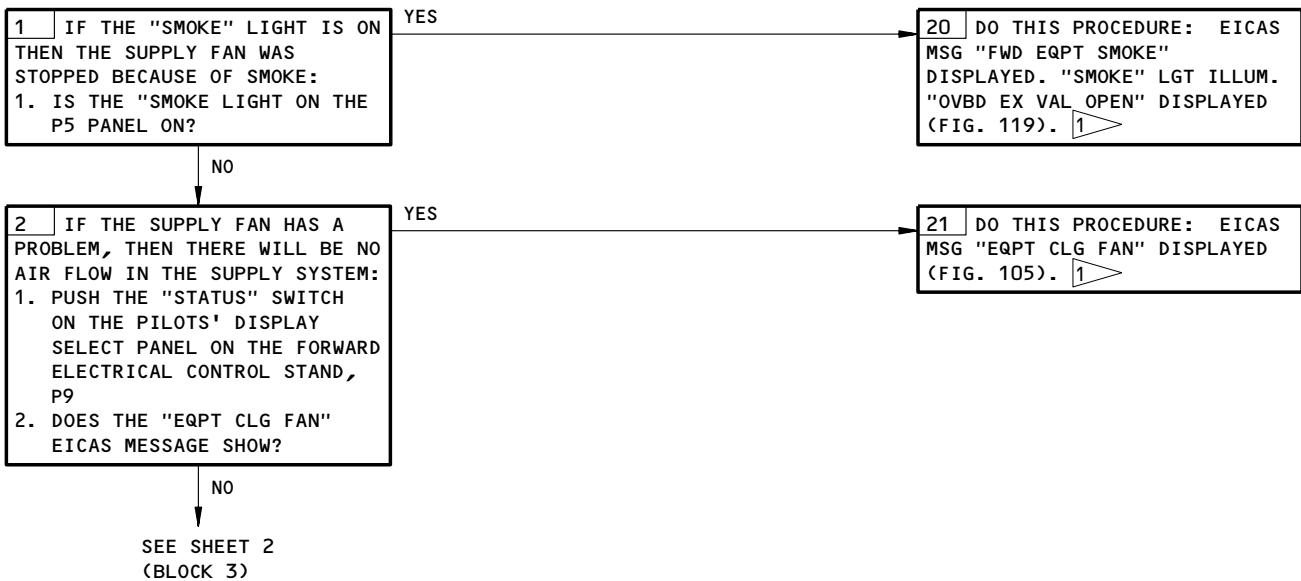 1 IF THE "SMOKE" LIGHT IS ON
THEN THE SUPPLY FAN WAS
STOPPED BECAUSE OF SMOKE:
1. IS THE "SMOKE LIGHT ON THE
P5 PANEL ON?
YES
20 DO THIS PROCEDURE: EICAS
MSG "FWD EQPT SMOKE"
DISPLAYED. "SMOKE" LGT ILLUM.
"OVBD EX VAL OPEN" DISPLAYED
(FIG. 119). 1
NO
2 IF THE SUPPLY FAN HAS A
PROBLEM, THEN THERE WILL BE NO
AIR FLOW IN THE SUPPLY SYSTEM:
1. PUSH THE "STATUS" SWITCH
ON THE PILOTS' DISPLAY
SELECT PANEL ON THE FORWARD
ELECTRICAL CONTROL STAND,
P9
2. DOES THE "EQPT CLG FAN"
EICAS MESSAGE SHOW?
YES
21 DO THIS PROCEDURE: EICAS
MSG "EQPT CLG FAN" DISPLAYED
(FIG. 105). 1
NO
SEE SHEET 2
(BLOCK 3)